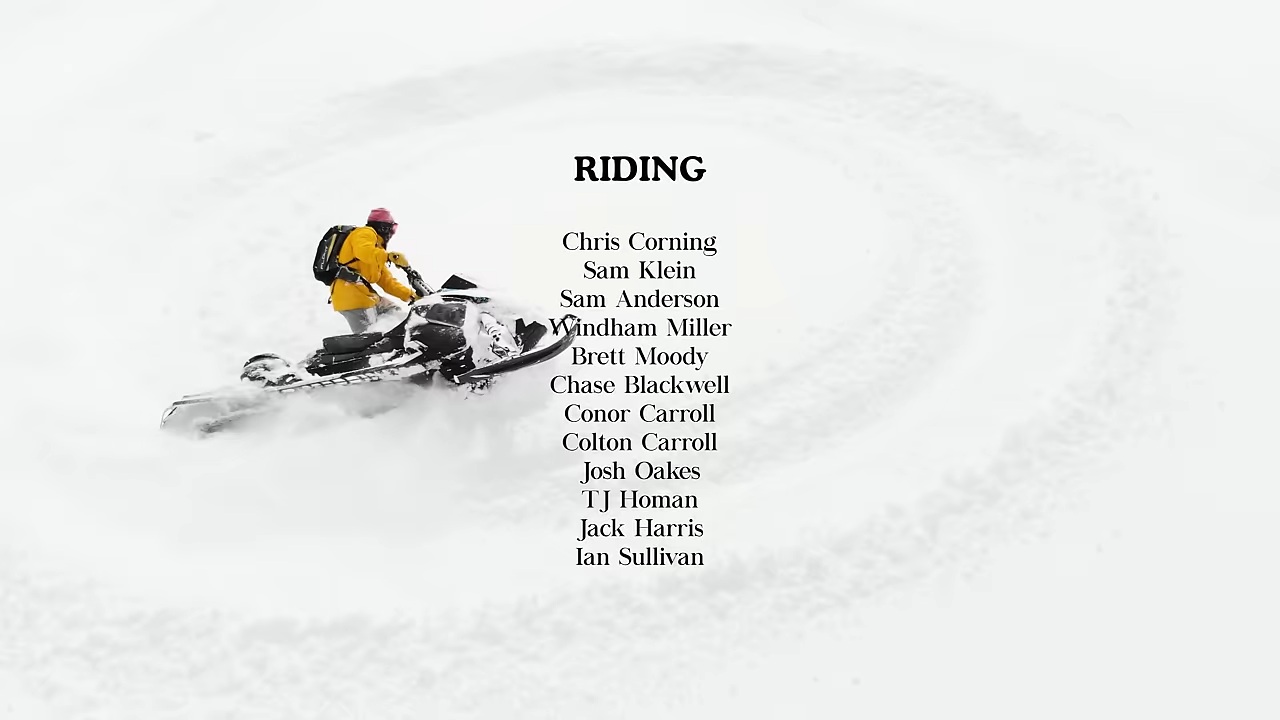 RIDING
Chris Corning
Sam Klein
Sam Anderson
Windham Miller
Brett Moody
Chase Blackwell
Conor Carroll
Colton Carroll
Josh Oakes
TJ Homan
Jack Harris
Ian Sullivan